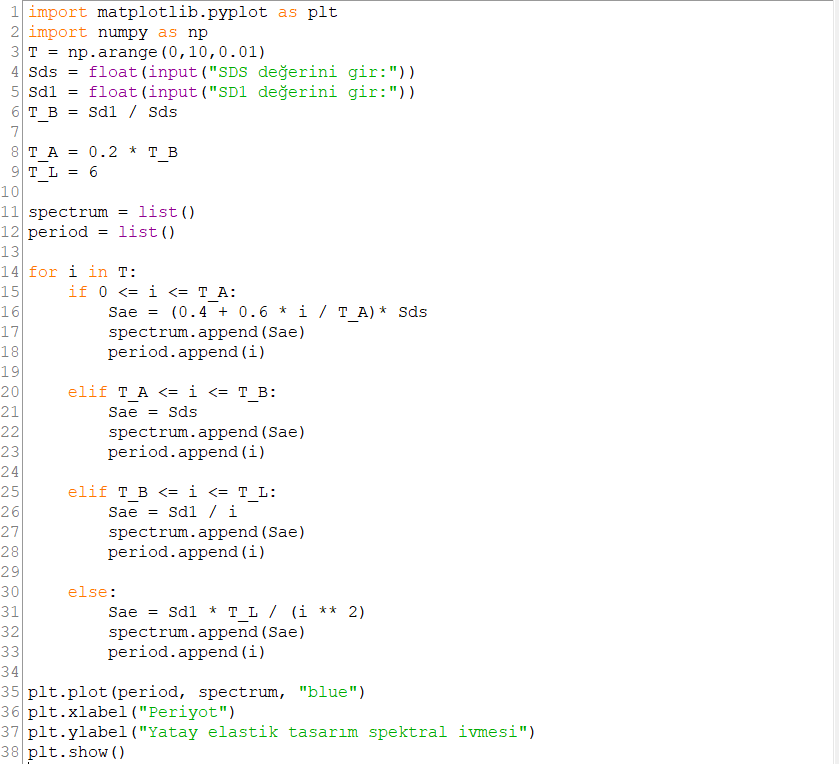 1 import matplotlib.pyplot as plt
2 import numpy as np
3 T = np.arange(0,10,0.01)
4 Sds = float(input("SDS değerini gir:"))
5 Sd1 = float(input("SD1 değerini gir:"))
6 T_B = Sd1 / Sds
7
8 T_A = 0.2 * T_B
9 T_L = 6
10
11 spectrum = list()
12 period = list()
13
14 for i in T:
15     if 0 <= i <= T_A:
16         Sae = (0.4 + 0.6 * i / T_A)* Sds
17         spectrum.append(Sae)
18         period.append(i)
19
20     elif T_A <= i <= T_B:
21         Sae = Sds
22         spectrum.append(Sae)
23         period.append(i)
24
25     elif T_B <= i <= T_L:
26         Sae = Sd1 / i
27         spectrum.append(Sae)
28         period.append(i)
29
30     else:
31         Sae = Sd1 * T_L / (i ** 2)
32         spectrum.append(Sae)
33         period.append(i)
34
35 plt.plot(period, spectrum, "blue")
36 plt.xlabel("Periyot")
37 plt.ylabel("Yatay elastik tasarım spektral ivmesi")
38 plt.show()